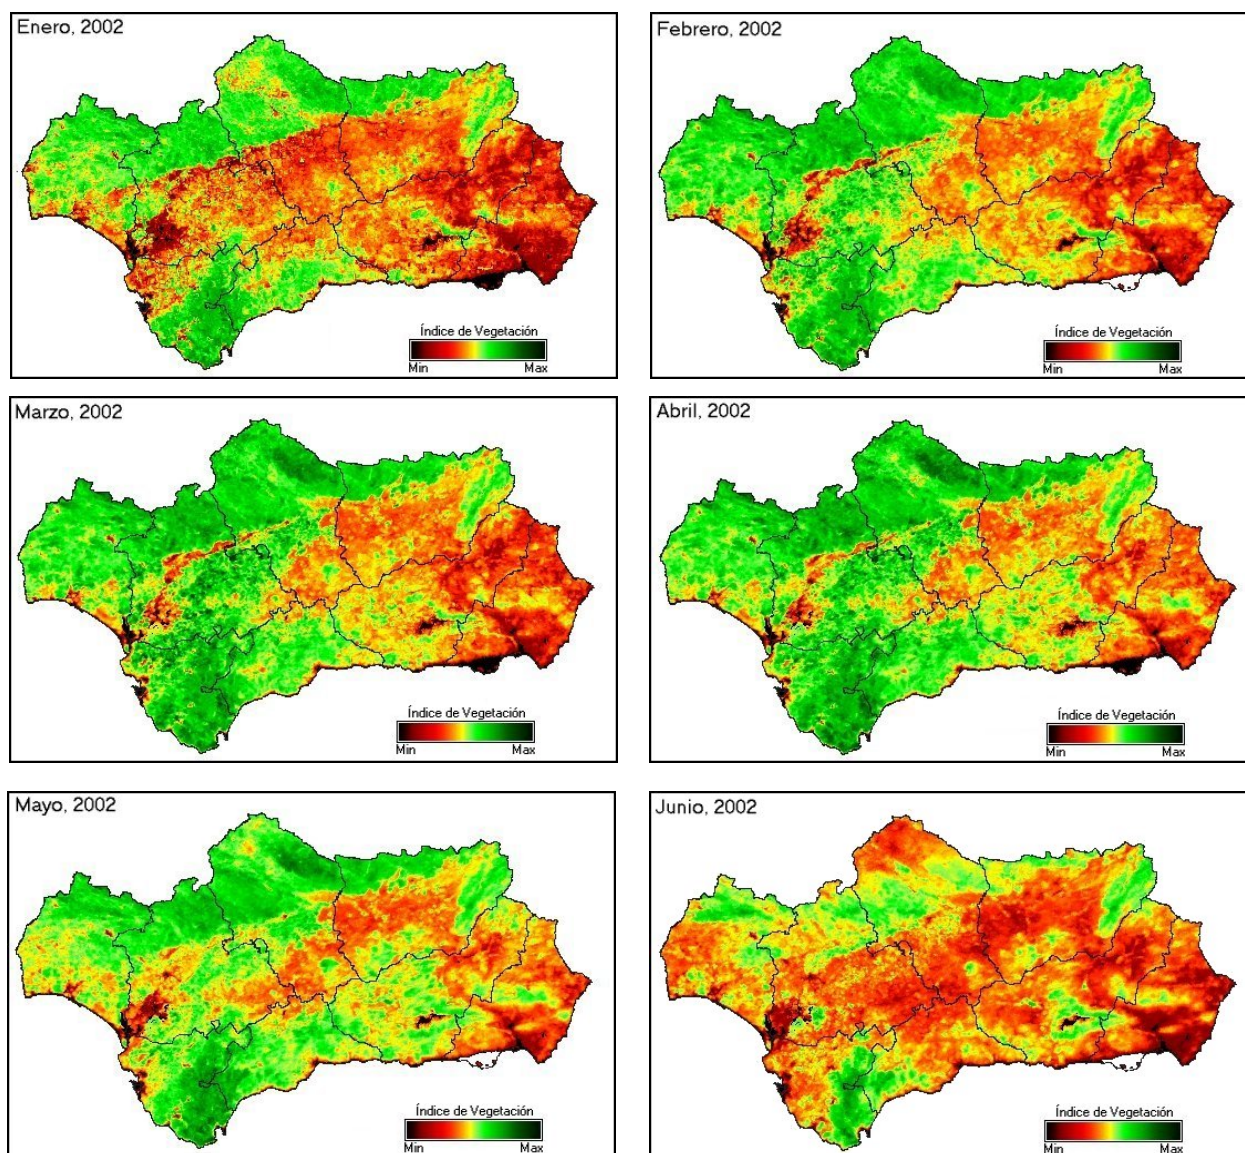 Enero, 2002
Índice de Vegetación
Min Max
Febrero, 2002
Índice de Vegetación
Min Max
Marzo, 2002
Índice de Vegetación
Min Max
Abril, 2002
Índice de Vegetación
Min Max
Mayo, 2002
Índice de Vegetación
Min Max
Junio, 2002
Índice de Vegetación
Min Max